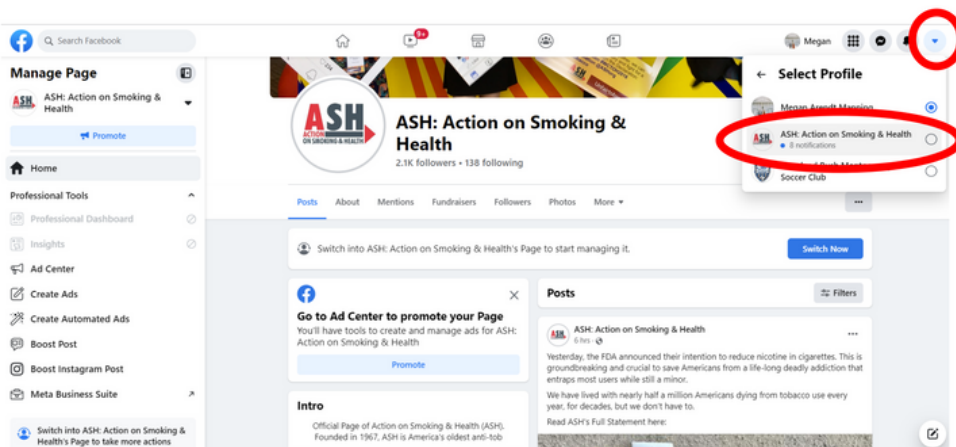 Search Facebook
9+
Megan
Manage Page
ASH: Action on Smoking &
Health
Promote
Home
Professional Tools
Professional Dashboard
Insights
Ad Center
Create Ads
Create Automated Ads
Boost Post
Boost Instagram Post
Meta Business Suite
Switch into ASH: Action on Smoking &
Health's Page to take more actions
ASH
ACTION
ON SMOKING & HEALTH
ASH: Action on Smoking &
Health
2.1K followers • 138 following
Posts About Mentions Fundraisers Followers Photos More
Switch into ASH: Action on Smoking & Health's Page to start managing it.
Switch Now
Go to Ad Center to promote your Page
You'll have tools to create and manage ads for ASH:
Action on Smoking & Health
Promote
Intro
Official Page of Action on Smoking & Health (ASH).
Founded in 1967, ASH is America's oldest anti-tob
Posts
Filters
ASH: Action on Smoking & Health
6 hrs
Yesterday, the FDA announced their intention to reduce nicotine in cigarettes. This is
groundbreaking and crucial to save Americans from a life-long deadly addiction that
entraps most users while still a minor.
We have lived with nearly half a million Americans dying from tobacco use every
year, for decades, but we don't have to.
Read ASH's Full Statement here:
Select Profile
Megan Arendt Manning
ASH: Action on Smoking & Health
8 notifications
Soccer Club